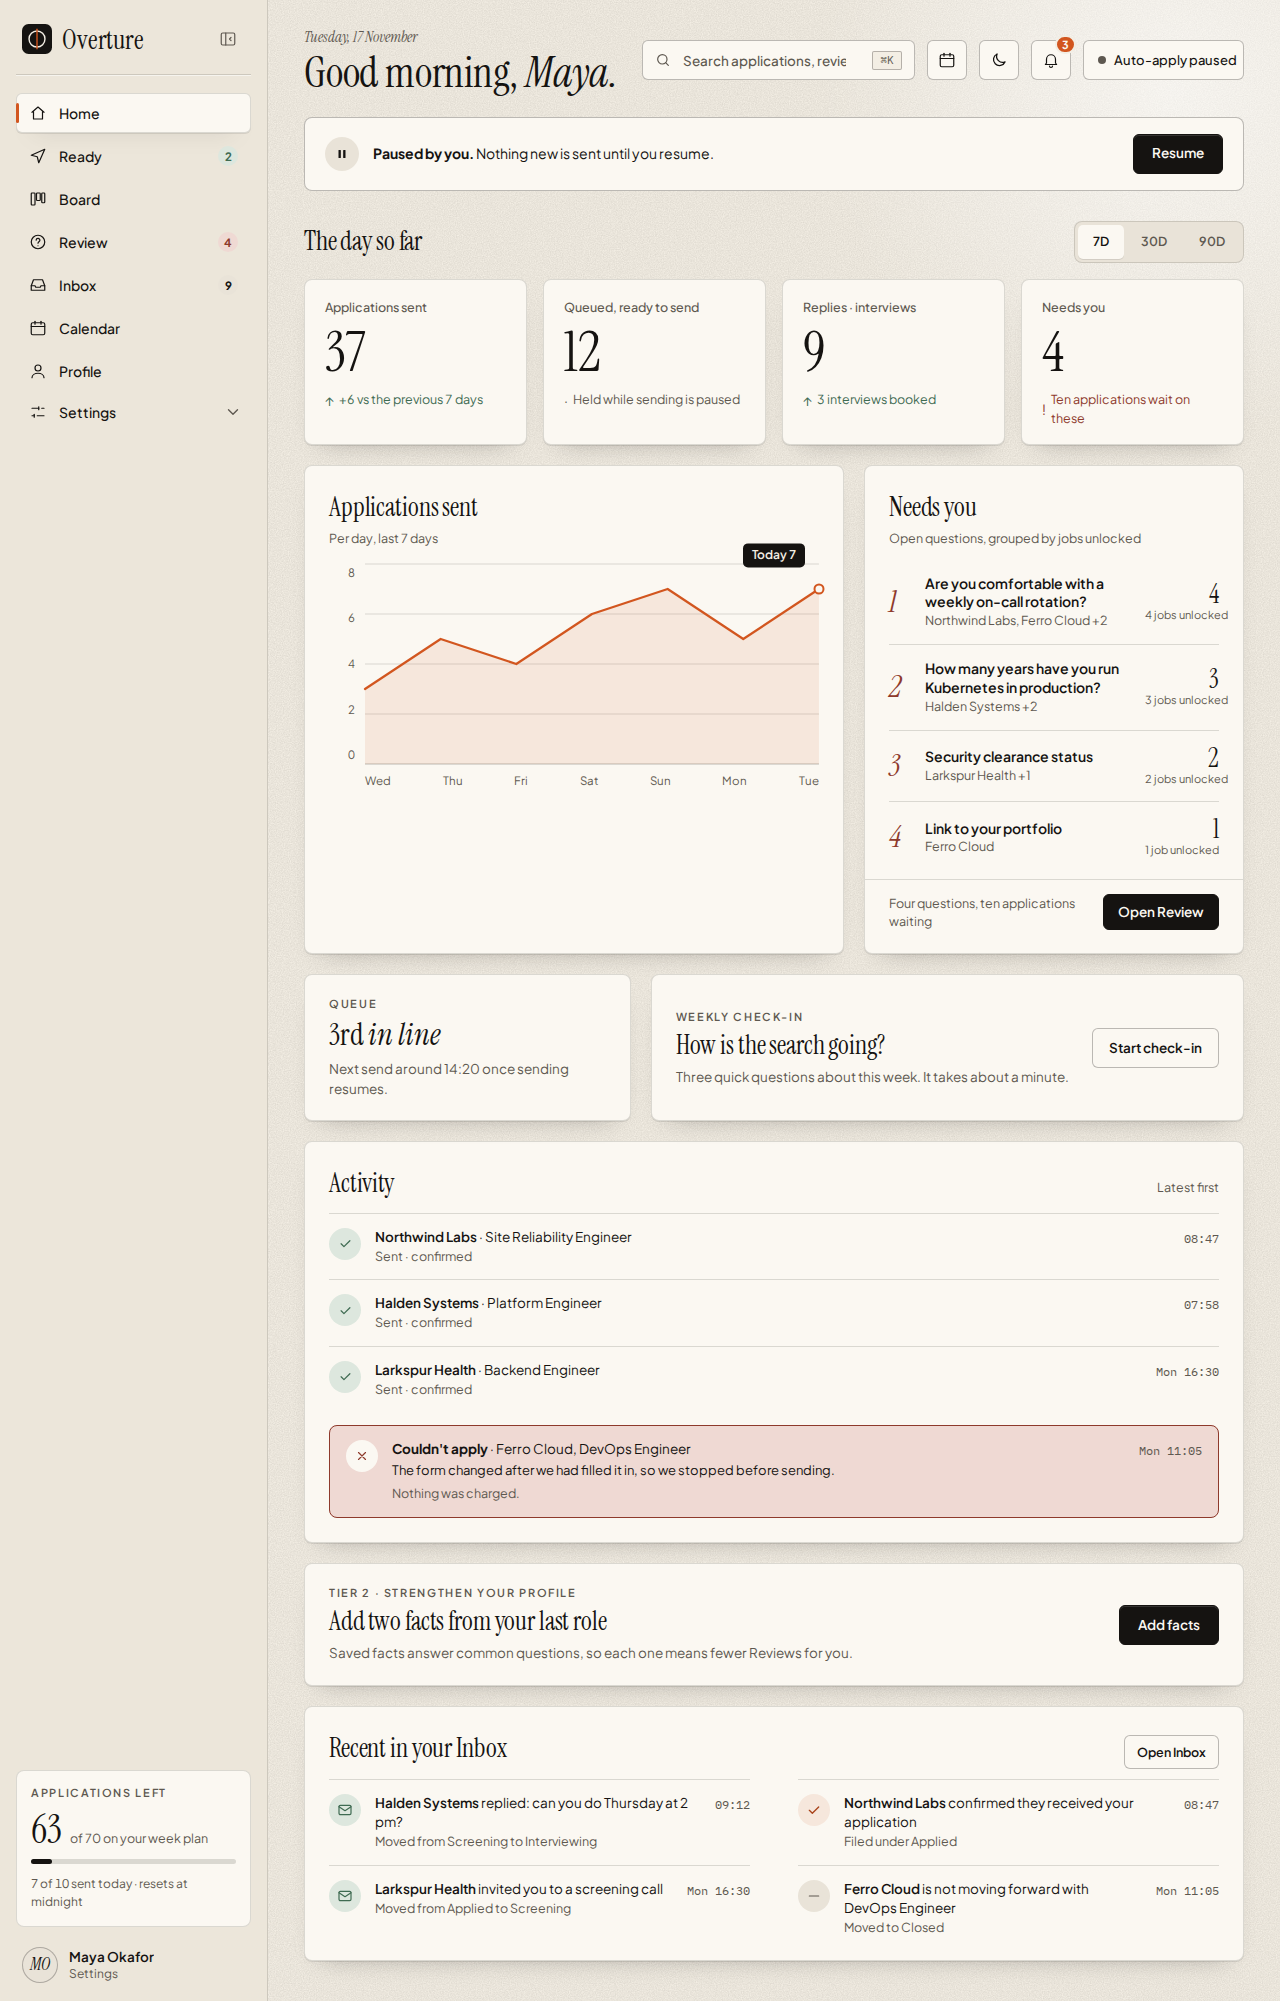 Overture
Home
Ready 2
Board
Review 4
Inbox 9
Calendar
Profile
Settings
APPLICATIONS LEFT
63 of 70 on your week plan
7 of 10 sent today · resets at
midnight
MO
Maya Okafor
Settings
Tuesday, 17 November
Good morning, Maya.
Search applications, revie
⌘K
3
Auto-apply paused
Paused by you. Nothing new is sent until you resume.
Resume
The day so far
7D 30D 90D
Applications sent
37
↑ +6 vs the previous 7 days
Queued, ready to send
12
· Held while sending is paused
Replies · interviews
9
↑ 3 interviews booked
Needs you
4
! Ten applications wait on
these
Applications sent
Per day, last 7 days
Today 7
8
6
4
2
0
Wed Thu Fri Sat Sun Mon Tue
Needs you
Open questions, grouped by jobs unlocked
1
Are you comfortable with a
weekly on-call rotation?
Northwind Labs, Ferro Cloud +2
4
4 jobs unlocked
2
How many years have you run
Kubernetes in production?
Halden Systems +2
3
3 jobs unlocked
3
Security clearance status
Larkspur Health +1
2
2 jobs unlocked
4
Link to your portfolio
Ferro Cloud
1
1 job unlocked
Four questions, ten applications
waiting
Open Review
QUEUE
3rd in line
Next send around 14:20 once sending
resumes.
WEEKLY CHECK-IN
How is the search going?
Three quick questions about this week. It takes about a minute.
Start check-in
Activity
Latest first
Northwind Labs · Site Reliability Engineer
Sent · confirmed
08:47
Halden Systems · Platform Engineer
Sent · confirmed
07:58
Larkspur Health · Backend Engineer
Sent · confirmed
Mon 16:30
Couldn't apply · Ferro Cloud, DevOps Engineer
The form changed after we had filled it in, so we stopped before sending.
Nothing was charged.
Mon 11:05
TIER 2 · STRENGTHEN YOUR PROFILE
Add two facts from your last role
Saved facts answer common questions, so each one means fewer Reviews for you.
Add facts
Recent in your Inbox
Open Inbox
Halden Systems replied: can you do Thursday at 2
pm?
Moved from Screening to Interviewing
09:12
Northwind Labs confirmed they received your
application
Filed under Applied
08:47
Larkspur Health invited you to a screening call
Moved from Applied to Screening
Mon 16:30
Ferro Cloud is not moving forward with
DevOps Engineer
Moved to Closed
Mon 11:05